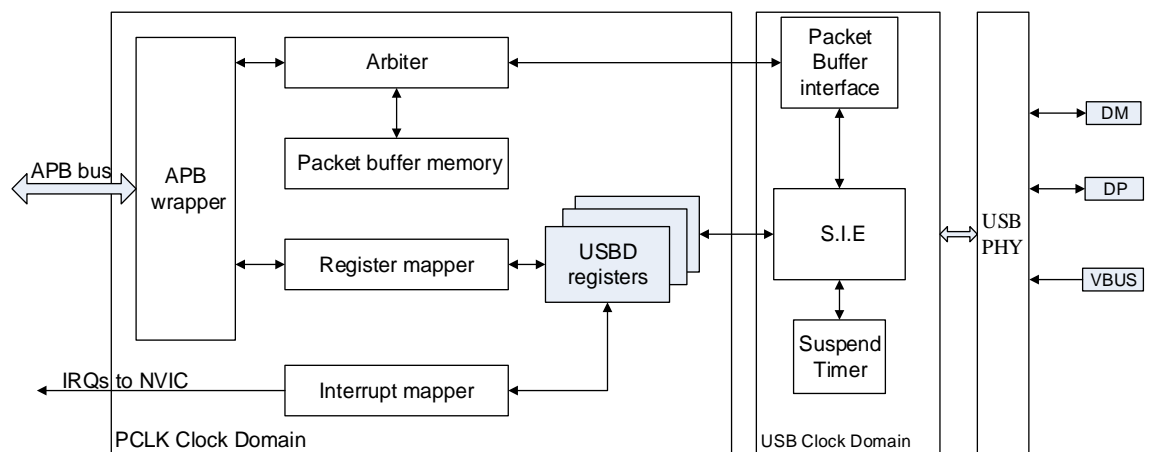 Packet
Buffer
interface
Arbiter
DM
APB bus
APB
wrapper
Packet buffer memory
DP
USB
PHY
S.I.E
USBD
registers
Register mapper
VBUS
Suspend
Timer
IRQs to NVIC
Interrupt mapper
PCLK Clock Domain
USB Clock Domain